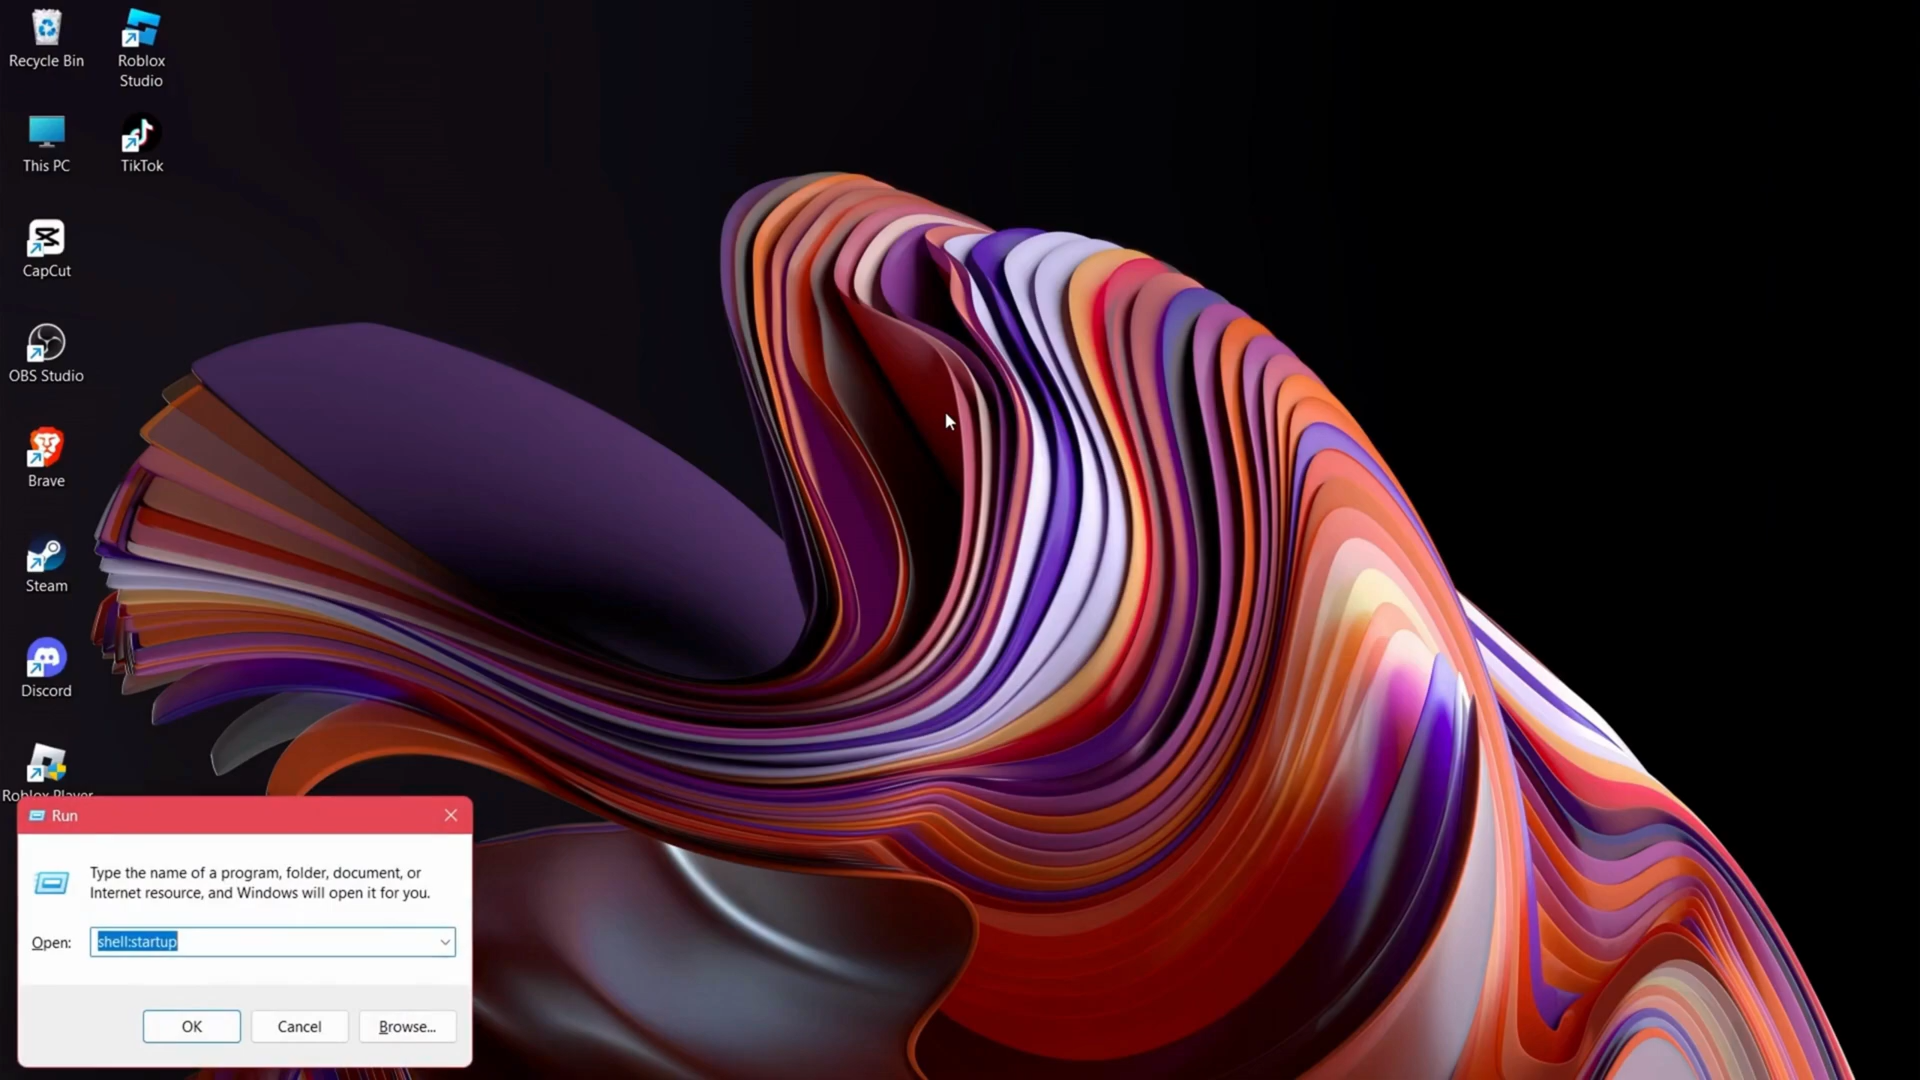 Recycle Bin
Roblox
Studio
This PC
TikTok
CapCut
OBS Studio
Brave
Steam
Discord
Roblox Player
Run
Type the name of a program, folder, document, or
Internet resource, and Windows will open it for you.
Open:
shell:startup
OK
Cancel
Browse...